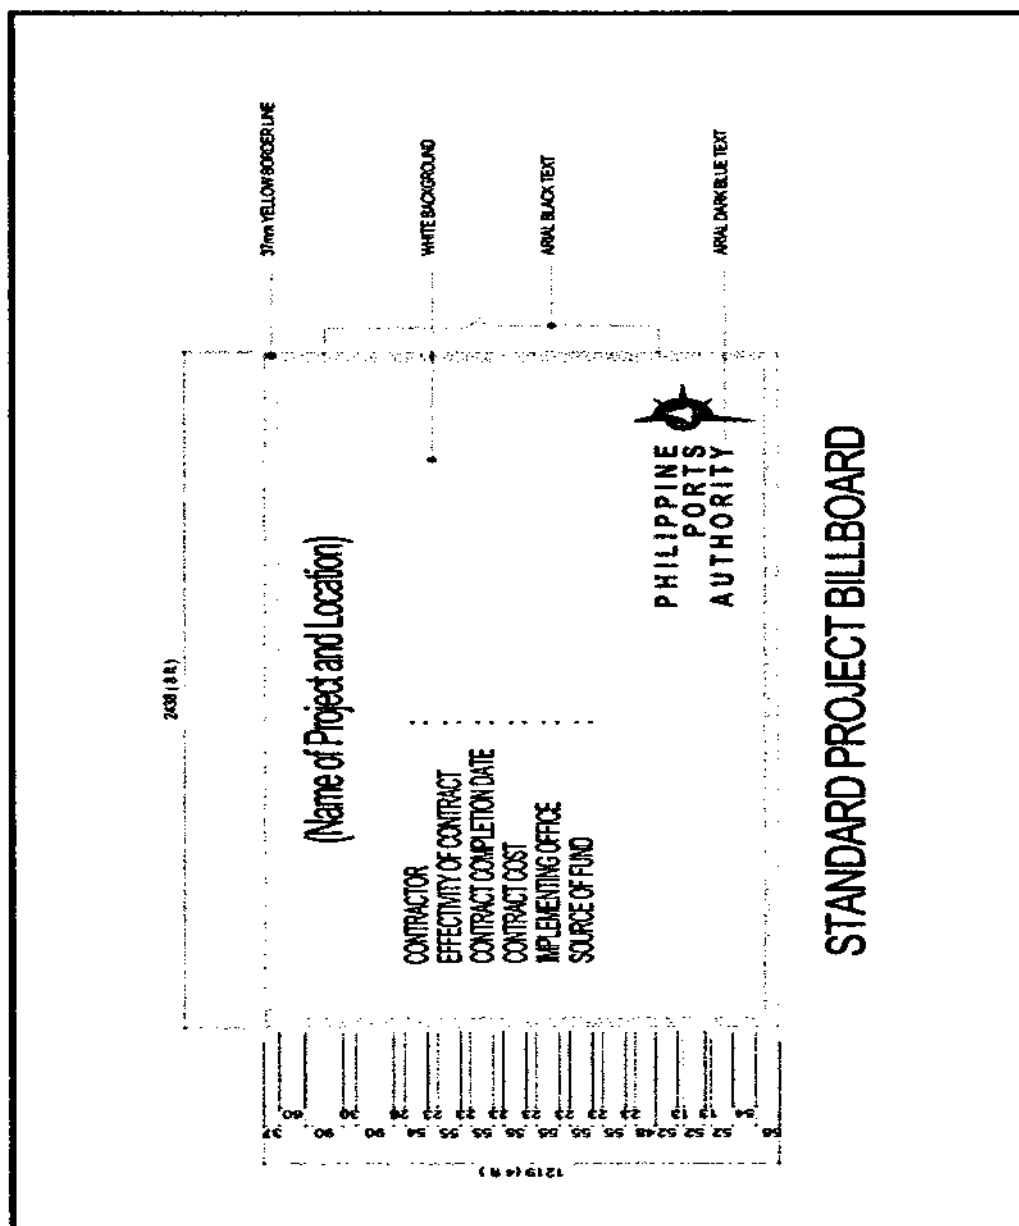 37mm YELLOW BORDER LINE
WHITE BACKGROUND
ARIAL BLACK TEXT
ARIAL DARK BLUE TEXT
2438 (8 ft.)
(Name of Project and Location)
CONTRACTOR
EFFECTIVITY OF CONTRACT
CONTRACT COMPLETION DATE
CONTRACT COST
IMPLEMENTING OFFICE
SOURCE OF FUND
PHILIPPINE
PORTS
AUTHORITY
1219 (4 ft.)
STANDARD PROJECT BILLBOARD